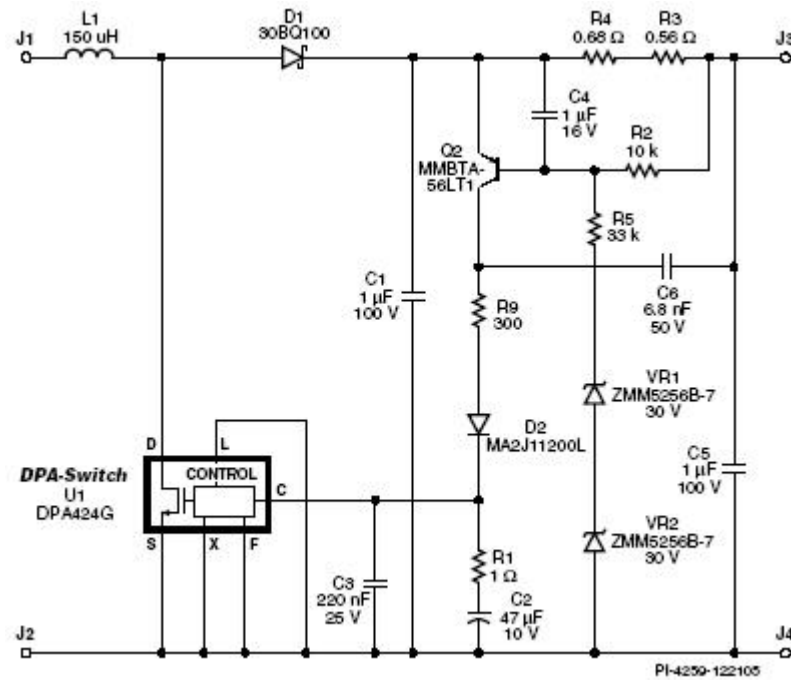 J1
L1
150 uH
D1
30BQ100
R4
0.68 Ω
R3
0.56 Ω
J3
C4
1 µF
16 V
R2
10 k
Q2
MMBTA-
56LT1
R5
33 k
C1
1 µF
100 V
R9
300
C6
6.8 nF
50 V
VR1
ZMM5256B-7
30 V
D2
MA2J11200L
D
L
CONTROL
C
DPA-Switch
U1
DPA424G
S
X
F
C5
1 µF
100 V
VR2
ZMM5256B-7
30 V
R1
1 Ω
C3
220 nF
25 V
C2
47 µF
10 V
J2
J4
PI-4259-122105